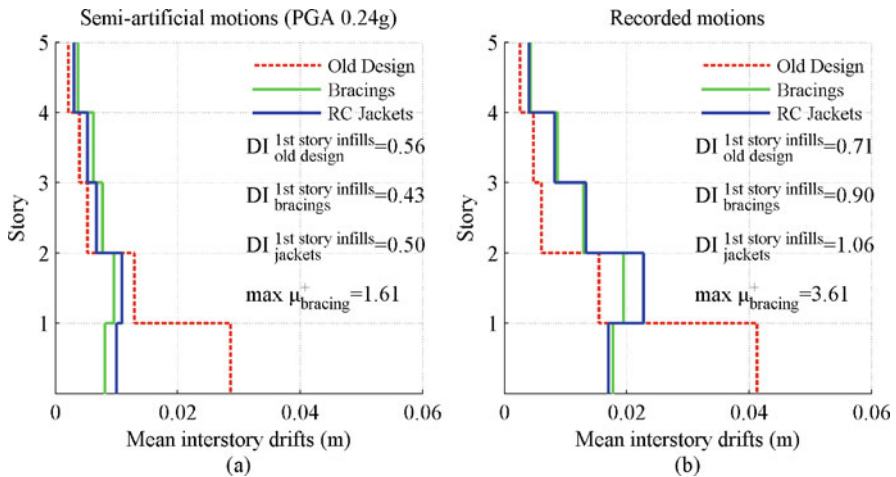 Semi-artificial motions (PGA 0.24g)
5
4
3
2
1
Story
Old Design
Bracings
RC Jackets
DI 1st story infills old design =0.56
DI 1st story infills bracings =0.43
DI 1st story infills jackets =0.50
max μ + bracing =1.61
0 0.02 0.04 0.06
Mean interstory drifts (m)
(a)
Recorded motions
5
4
3
2
1
Story
Old Design
Bracings
RC Jackets
DI 1st story infills old design =0.71
DI 1st story infills bracings =0.90
DI 1st story infills jackets =1.06
max μ + bracing =3.61
0 0.02 0.04 0.06
Mean interstory drifts (m)
(b)